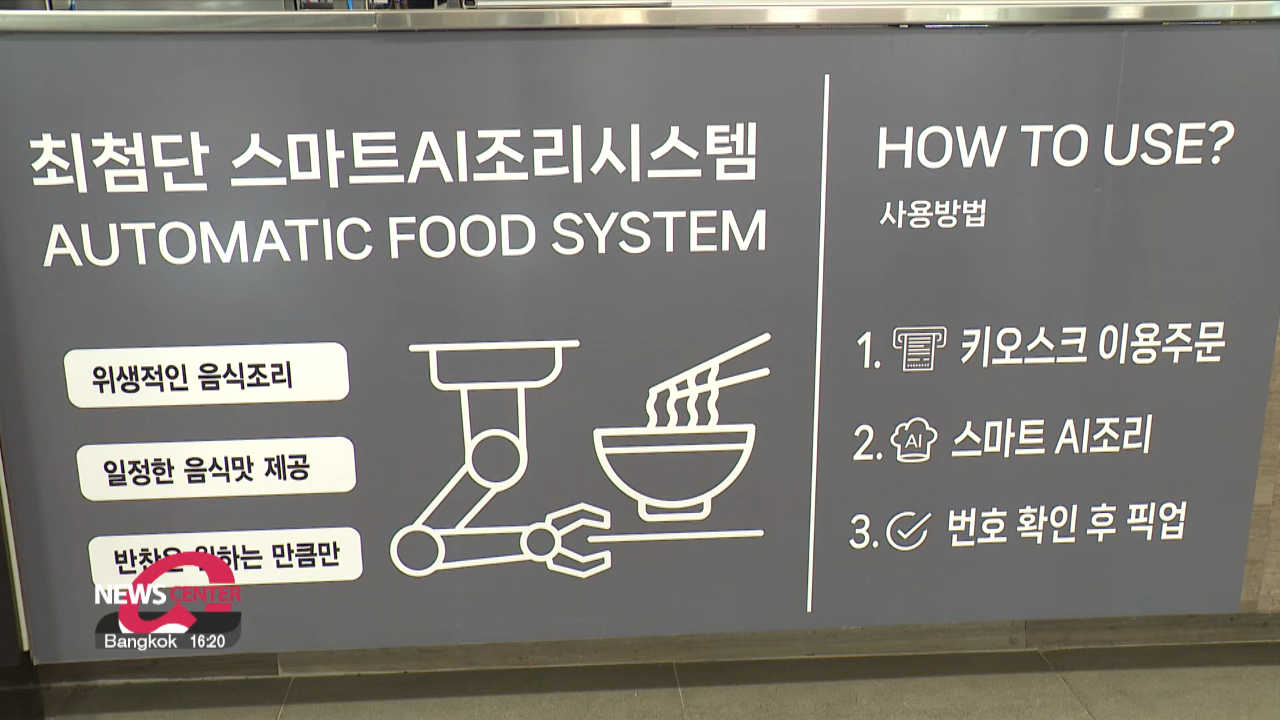 최첨단 스마트AI조리시스템
AUTOMATIC FOOD SYSTEM
위생적인 음식조리
일정한 음식맛 제공
만큼만
HOW TO USE?
사용방법
1. 키오스크 이용주문
2. AI 스마트 AI조리
3. 번호 확인 후 픽업
NEWS CENTER
Bangkok 16:20